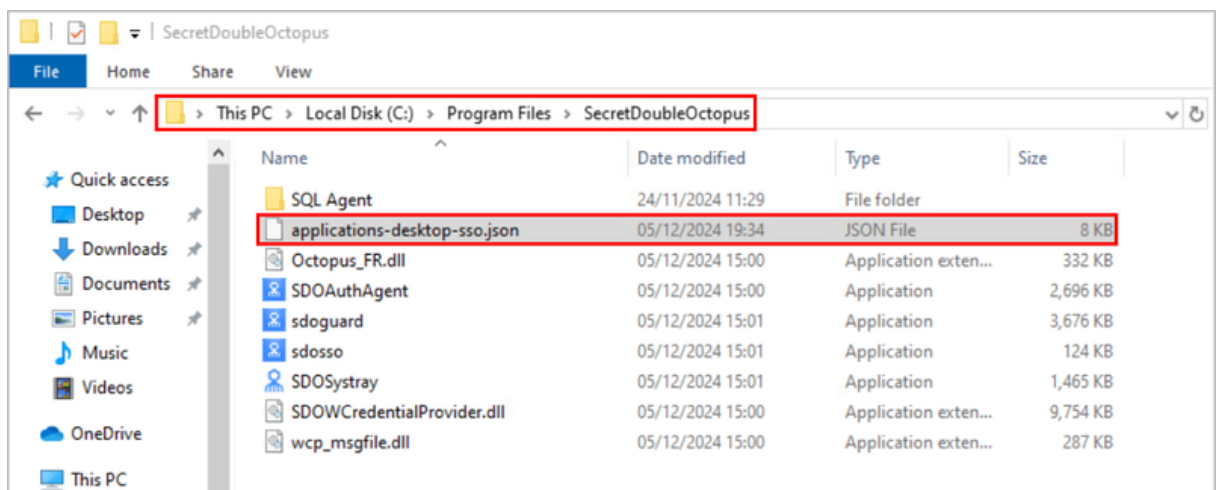 SecretDoubleOctopus
File Home Share View
This PC > Local Disk (C:) > Program Files > SecretDoubleOctopus
Name Date modified Type Size
Quick access
Desktop
Downloads
Documents
Pictures
Music
Videos
OneDrive
This PC
SQL Agent 24/11/2024 11:29 File folder
applications-desktop-sso.json 05/12/2024 19:34 JSON File 8 KB
Octopus_FR.dll 05/12/2024 15:00 Application exten... 332 KB
SDOAuthAgent 05/12/2024 15:00 Application 2,696 KB
sdoguard 05/12/2024 15:01 Application 3,676 KB
sdosso 05/12/2024 15:01 Application 124 KB
SDOSystray 05/12/2024 15:01 Application 1,465 KB
SDOWCredentialProvider.dll 05/12/2024 15:00 Application exten... 9,754 KB
wcp_msgfile.dll 05/12/2024 15:00 Application exten... 287 KB